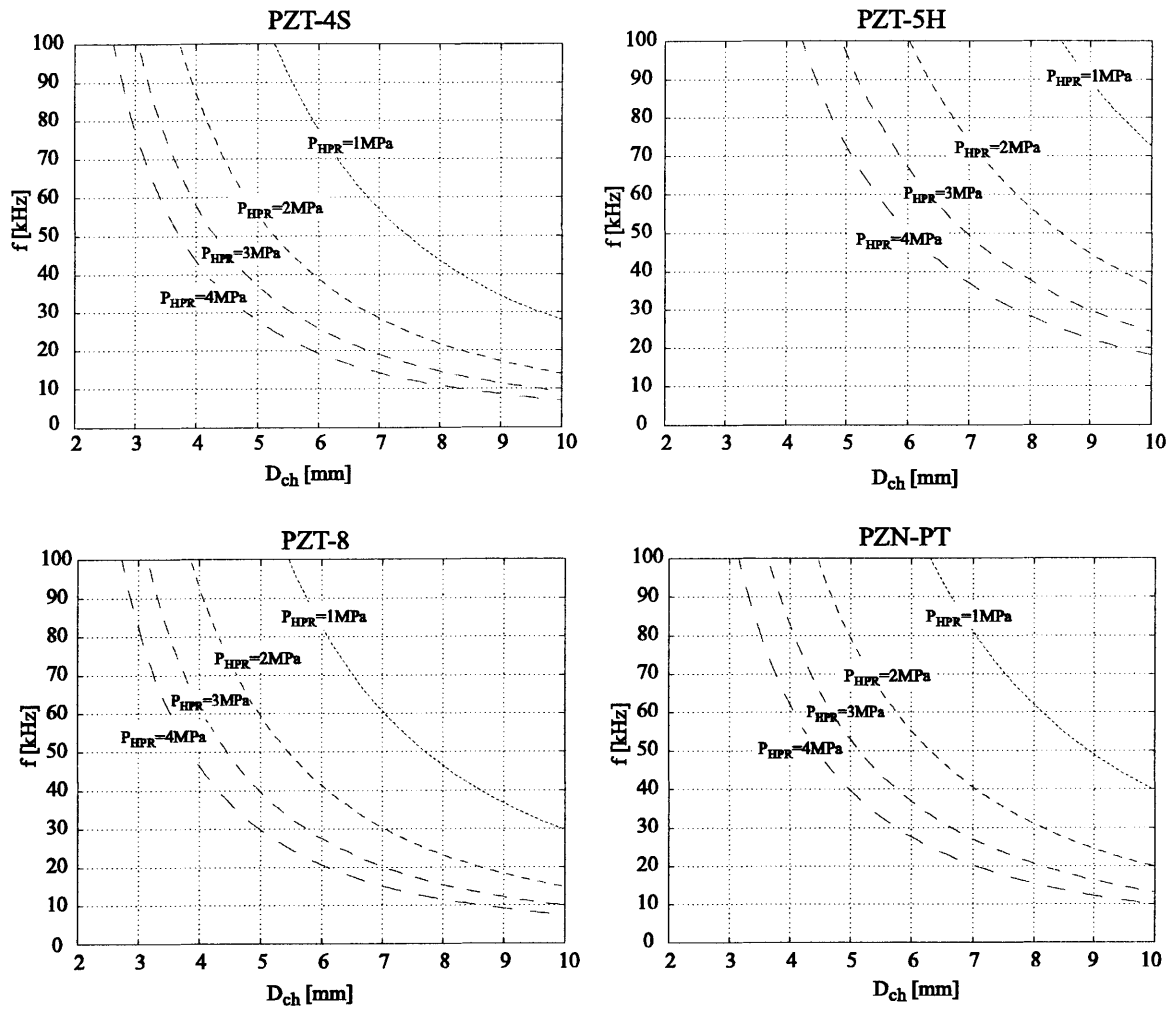 PZT-4S
100
90
80
70
60
50
40
30
20
10
0
f [kHz]
P_HPR=1MPa
P_HPR=2MPa
P_HPR=3MPa
P_HPR=4MPa
2 3 4 5 6 7 8 9 10
D_ch [mm]
PZT-5H
100
90
80
70
60
50
40
30
20
10
0
f [kHz]
P_HPR=1MPa
P_HPR=2MPa
P_HPR=3MPa
P_HPR=4MPa
2 3 4 5 6 7 8 9 10
D_ch [mm]
PZT-8
100
90
80
70
60
50
40
30
20
10
0
f [kHz]
P_HPR=1MPa
P_HPR=2MPa
P_HPR=3MPa
P_HPR=4MPa
2 3 4 5 6 7 8 9 10
D_ch [mm]
PZN-PT
100
90
80
70
60
50
40
30
20
10
0
f [kHz]
P_HPR=1MPa
P_HPR=2MPa
P_HPR=3MPa
P_HPR=4MPa
2 3 4 5 6 7 8 9 10
D_ch [mm]